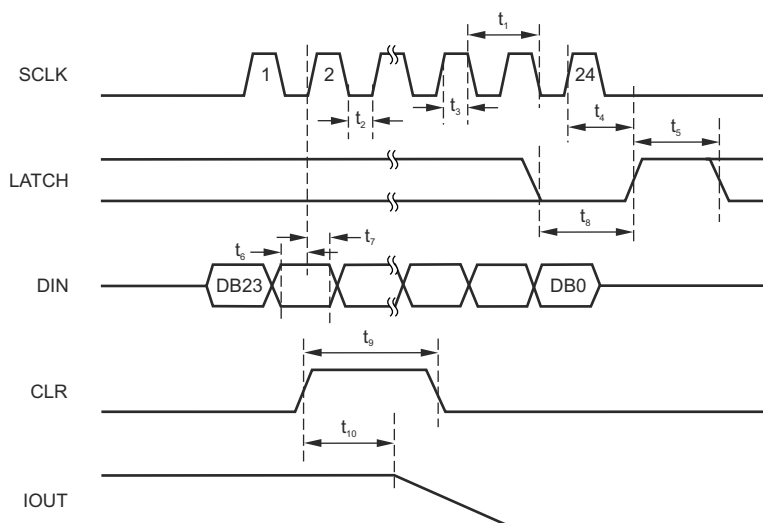 t₁
SCLK
1
2
24
t₂
t₃
t₄
t₅
LATCH
t₈
t₆
t₇
DIN
DB23
DB0
t₉
CLR
t₁₀
IOUT